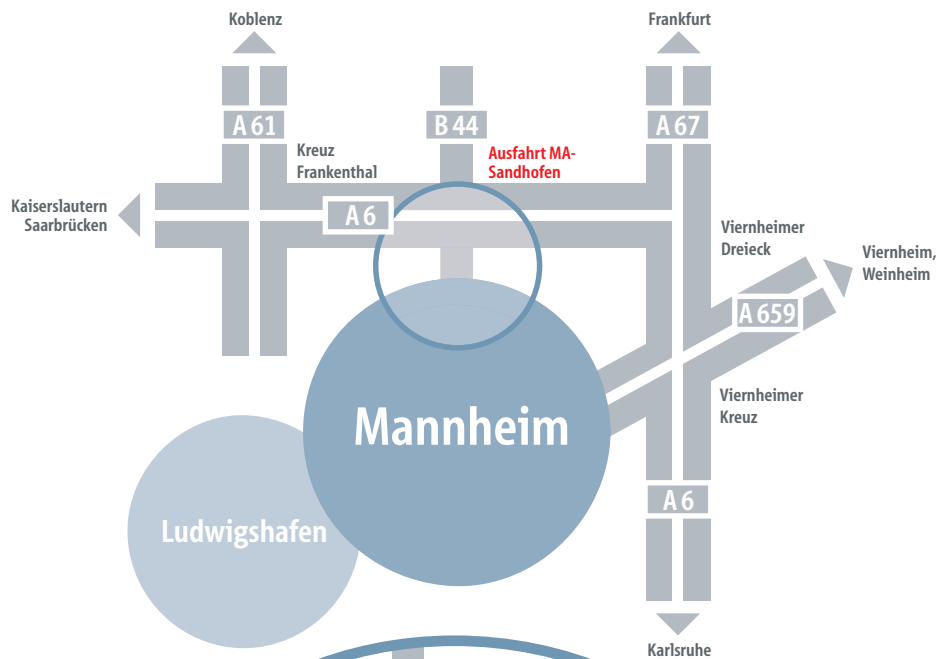 Koblenz
Frankfurt
A 61
B 44
A 67
Kreuz
Frankenthal
Ausfahrt MA-
Sandhofen
Kaiserslautern
Saarbrücken
A 6
Viernheimer
Dreieck
Viernheim,
Weinheim
A 659
Viernheimer
Kreuz
Mannheim
A 6
Ludwigshafen
Karlsruhe